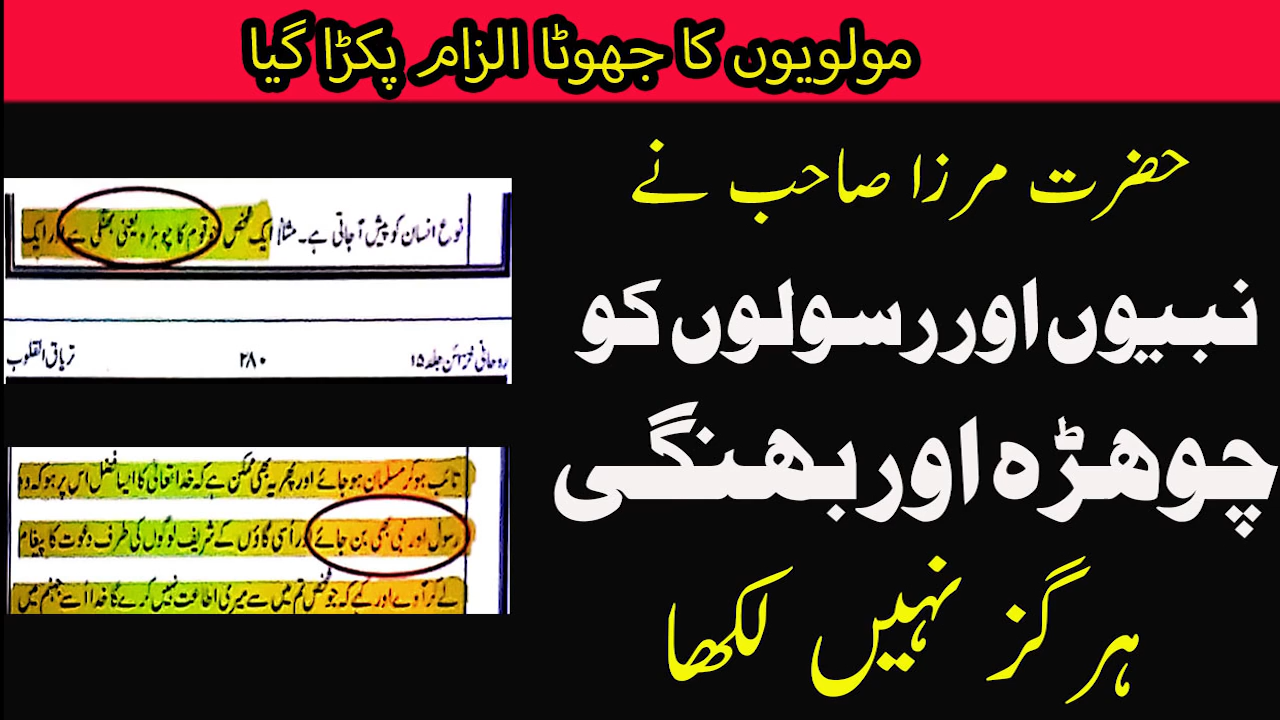 مولویوں کا جھوٹا الزام پکڑا گیا
حضرت مرزا صاحب نے
نبیوں اور رسولوں کو
چوھڑہ اور بھنگی
ہرگز نہیں لکھا
نوع انسان کو پیش آجاتی ہے۔ مثلاً ایک شخص جو قوم کا چوہڑہ یعنی بھنگی ہے اور ایک
روحانی خزائن جلد ۱۵
۲۸۰
تریاق القلوب
تائب ہو کر مسلمان ہو جائے اور پھر یہ بھی ممکن ہے کہ خدا تعالیٰ کا ایسا فضل اس پر ہو کہ وہ
رسول اور نبی بھی بن جائے اور اسی گاؤں کے شریف لوگوں کی طرف دعوت کا پیغام
لے کر آوے اور کہے کہ جو شخص تم میں سے میری اطاعت نہیں کرے گا خدا اُسے جہنم میں